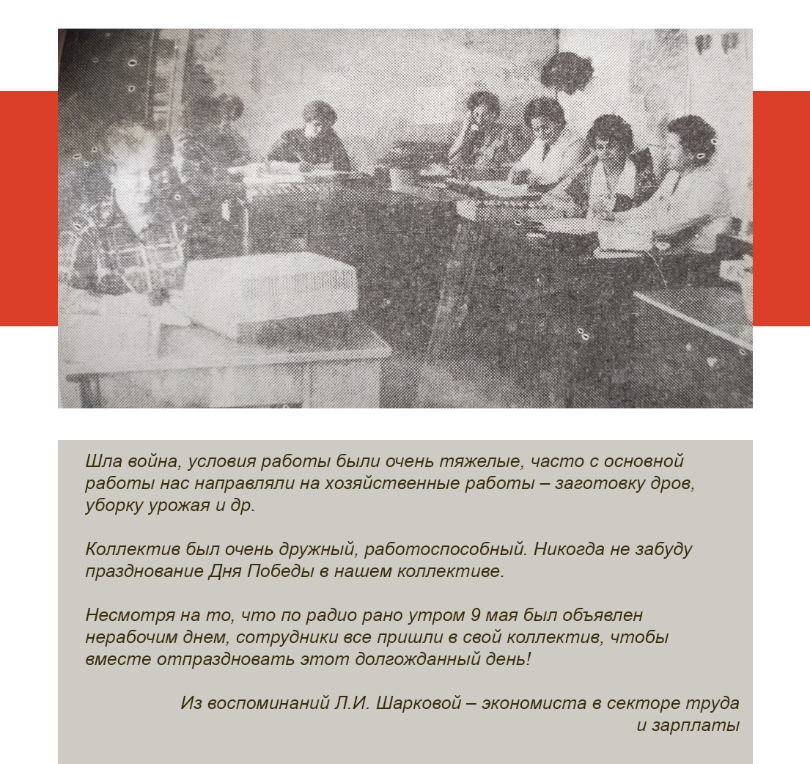 Шла война, условия работы были очень тяжелые, часто с основной
работы нас направляли на хозяйственные работы – заготовку дров,
уборку урожая и др.
Коллектив был очень дружный, работоспособный. Никогда не забуду
празднование Дня Победы в нашем коллективе.
Несмотря на то, что по радио рано утром 9 мая был объявлен
нерабочим днем, сотрудники все пришли в свой коллектив, чтобы
вместе отпраздновать этот долгожданный день!
Из воспоминаний Л.И. Шарковой – экономиста в секторе труда
и зарплаты